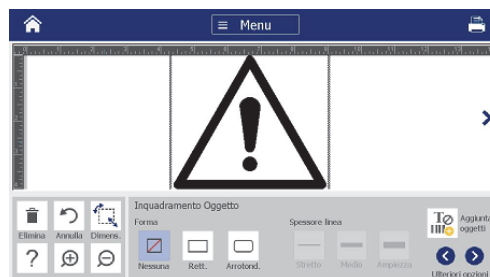 Menu
Inquadramento Oggetto
Forma
Spessore linea
Elimina
Annulla
Dimens.
Nessuna
Rett.
Arrotond.
Stretto
Medio
Ampiezza
Aggiunta
oggetti
Ulteriori opzioni